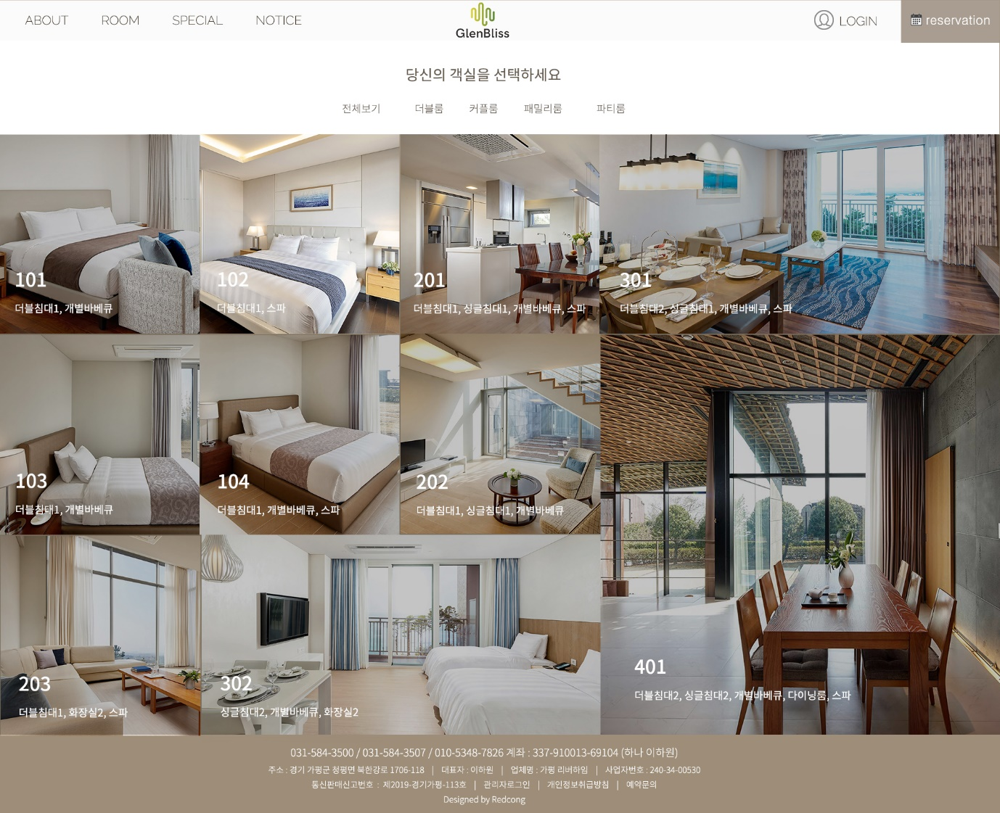 ABOUT ROOM SPECIAL NOTICE GlenBliss LOGIN reservation
당신의 객실을 선택하세요
전체보기 더블룸 커플룸 패밀리룸 파티룸
101
더블침대1, 개별바베큐
102
더블침대1, 스파
201
더블침대1, 싱글침대1, 개별바베큐, 스파
301
더블침대2, 싱글침대1, 개별바베큐, 스파
103
더블침대1, 개별바베큐
104
더블침대1, 개별바베큐, 스파
202
더블침대1, 싱글침대1, 개별바베큐
203
더블침대1, 화장실2, 스파
302
싱글침대2, 개별바베큐, 화장실2
401
더블침대2, 싱글침대2, 개별바베큐, 다이닝룸, 스파
031-584-3500 / 031-584-3507 / 010-5348-7826 계좌 : 337-910013-69104 (하나 이하원)
주소 : 경기 가평군 청평면 북한강로 1706-118 | 대표자 : 이하원 | 업체명 : 가평 리버하임 | 사업자번호 : 240-34-00530
통신판매신고번호 : 제2019-경기가평-113호 | 관리자로그인 | 개인정보취급방침 | 예약문의
Designed by Redcong